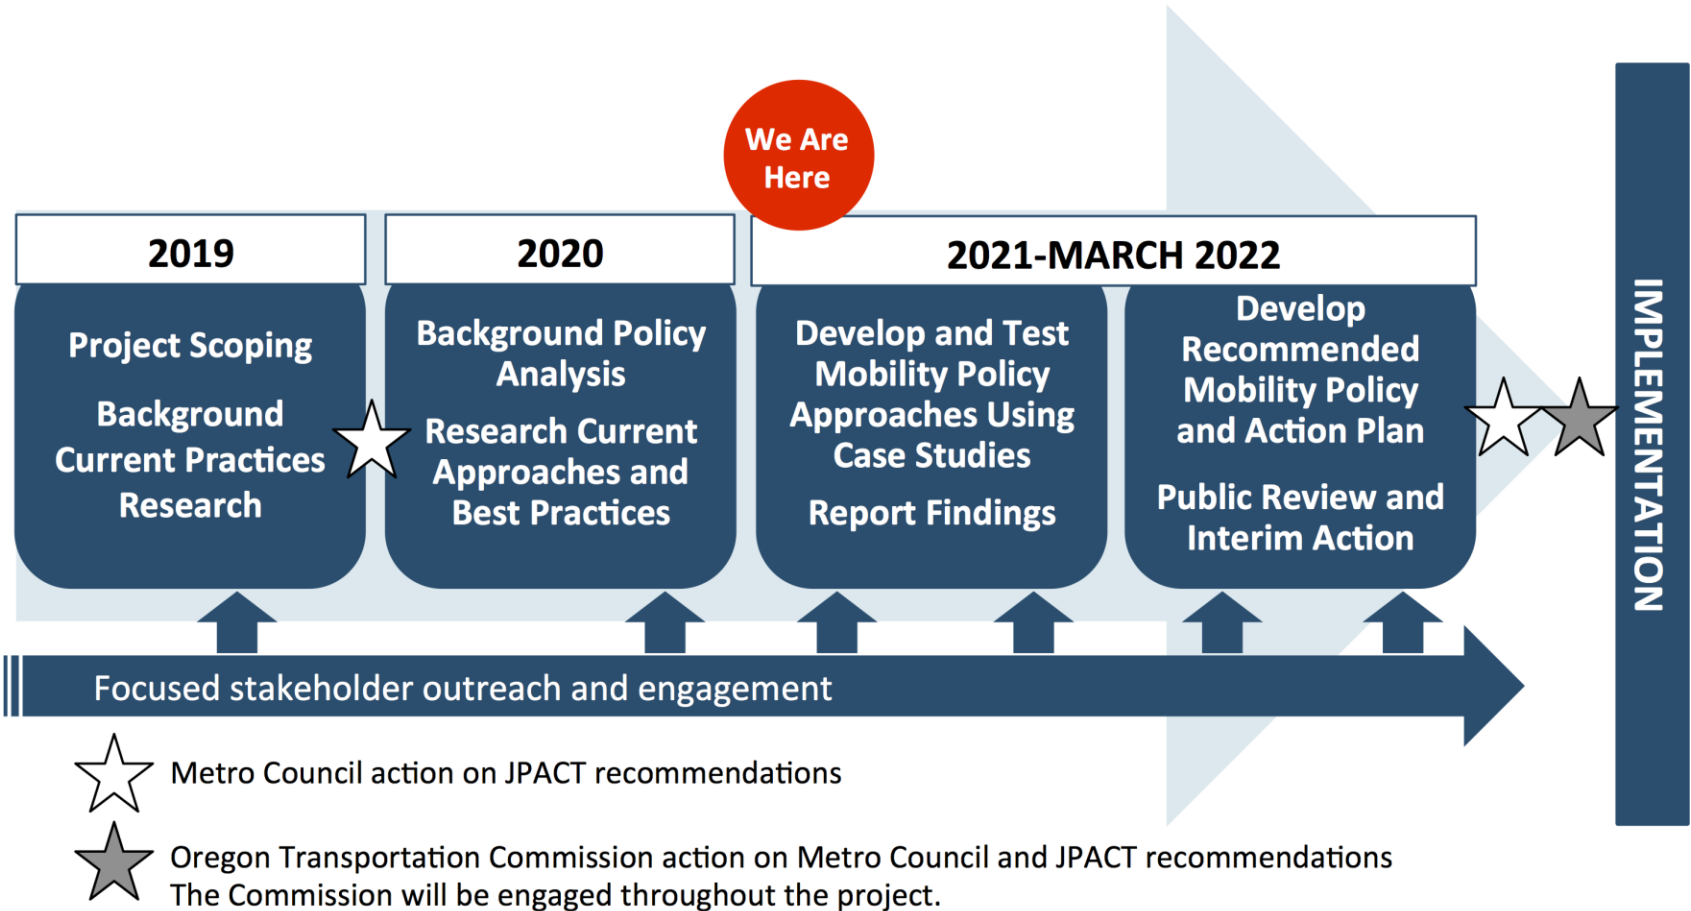 We Are
Here
2019
2020
2021-MARCH 2022
Project Scoping
Background
Current Practices
Research
Background Policy
Analysis
Research Current
Approaches and
Best Practices
Develop and Test
Mobility Policy
Approaches Using
Case Studies
Report Findings
Develop
Recommended
Mobility Policy
and Action Plan
Public Review and
Interim Action
IMPLEMENTATION
Focused stakeholder outreach and engagement
Metro Council action on JPACT recommendations
Oregon Transportation Commission action on Metro Council and JPACT recommendations
The Commission will be engaged throughout the project.